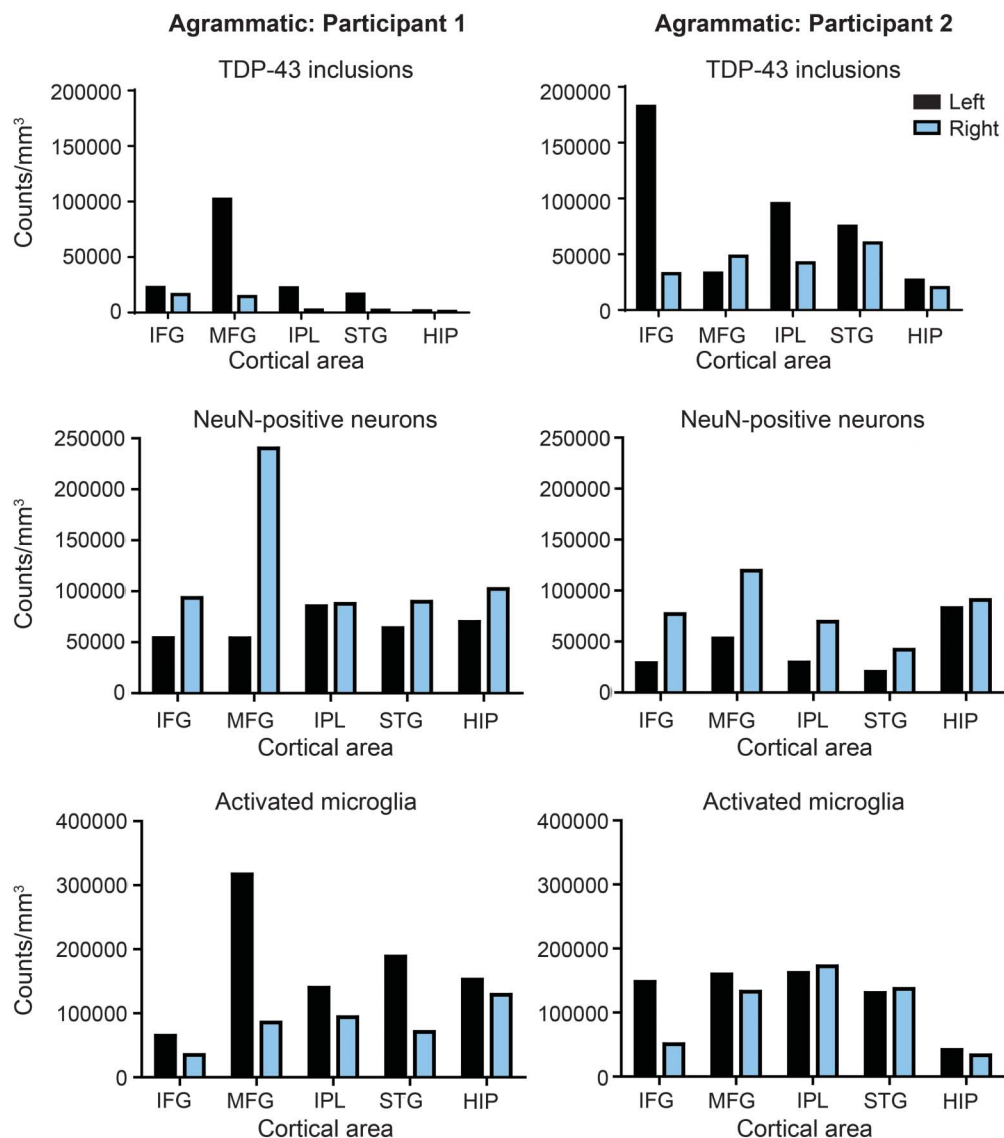 Agrammatic: Participant 1
Agrammatic: Participant 2
TDP-43 inclusions
200000
150000
100000
50000
0
Counts/mm³
IFG MFG IPL STG HIP
Cortical area
TDP-43 inclusions
200000
150000
100000
50000
0
Left
Right
IFG MFG IPL STG HIP
Cortical area
NeuN-positive neurons
250000
200000
150000
100000
50000
0
Counts/mm³
IFG MFG IPL STG HIP
Cortical area
NeuN-positive neurons
250000
200000
150000
100000
50000
0
IFG MFG IPL STG HIP
Cortical area
Activated microglia
400000
300000
200000
100000
0
Counts/mm³
IFG MFG IPL STG HIP
Cortical area
Activated microglia
400000
300000
200000
100000
0
IFG MFG IPL STG HIP
Cortical area